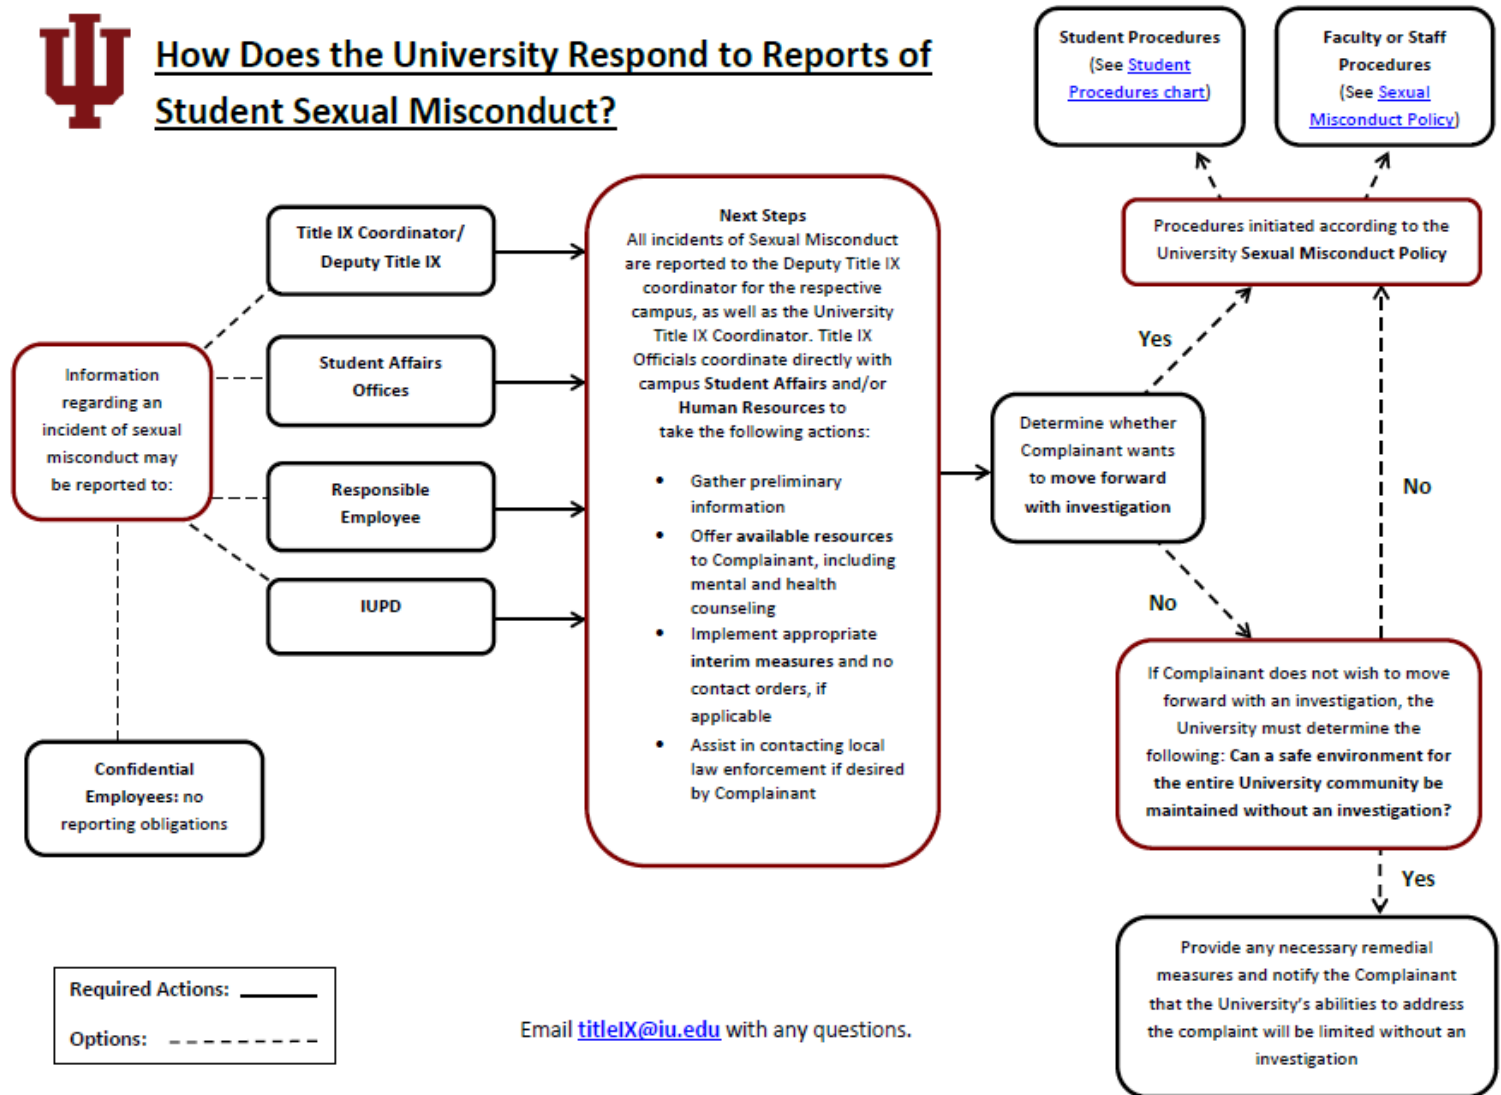 How Does the University Respond to Reports of
Student Sexual Misconduct?
Student Procedures
(See Student
Procedures chart)
Faculty or Staff
Procedures
(See Sexual
Misconduct Policy)
Procedures initiated according to the
University Sexual Misconduct Policy
Information
regarding an
incident of sexual
misconduct may
be reported to:
Title IX Coordinator/
Deputy Title IX
Student Affairs
Offices
Responsible
Employee
IUPD
Confidential
Employees: no
reporting obligations
Next Steps
All incidents of Sexual Misconduct
are reported to the Deputy Title IX
coordinator for the respective
campus, as well as the University
Title IX Coordinator. Title IX
Officials coordinate directly with
campus Student Affairs and/or
Human Resources to
take the following actions:
• Gather preliminary
information
• Offer available resources
to Complainant, including
mental and health
counseling
• Implement appropriate
interim measures and no
contact orders, if
applicable
• Assist in contacting local
law enforcement if desired
by Complainant
Determine whether
Complainant wants
to move forward
with investigation
Yes
No
No
If Complainant does not wish to move
forward with an investigation, the
University must determine the
following: Can a safe environment for
the entire University community be
maintained without an investigation?
Yes
Provide any necessary remedial
measures and notify the Complainant
that the University's abilities to address
the complaint will be limited without an
investigation
Required Actions:
Options:
Email titleIX@iu.edu with any questions.